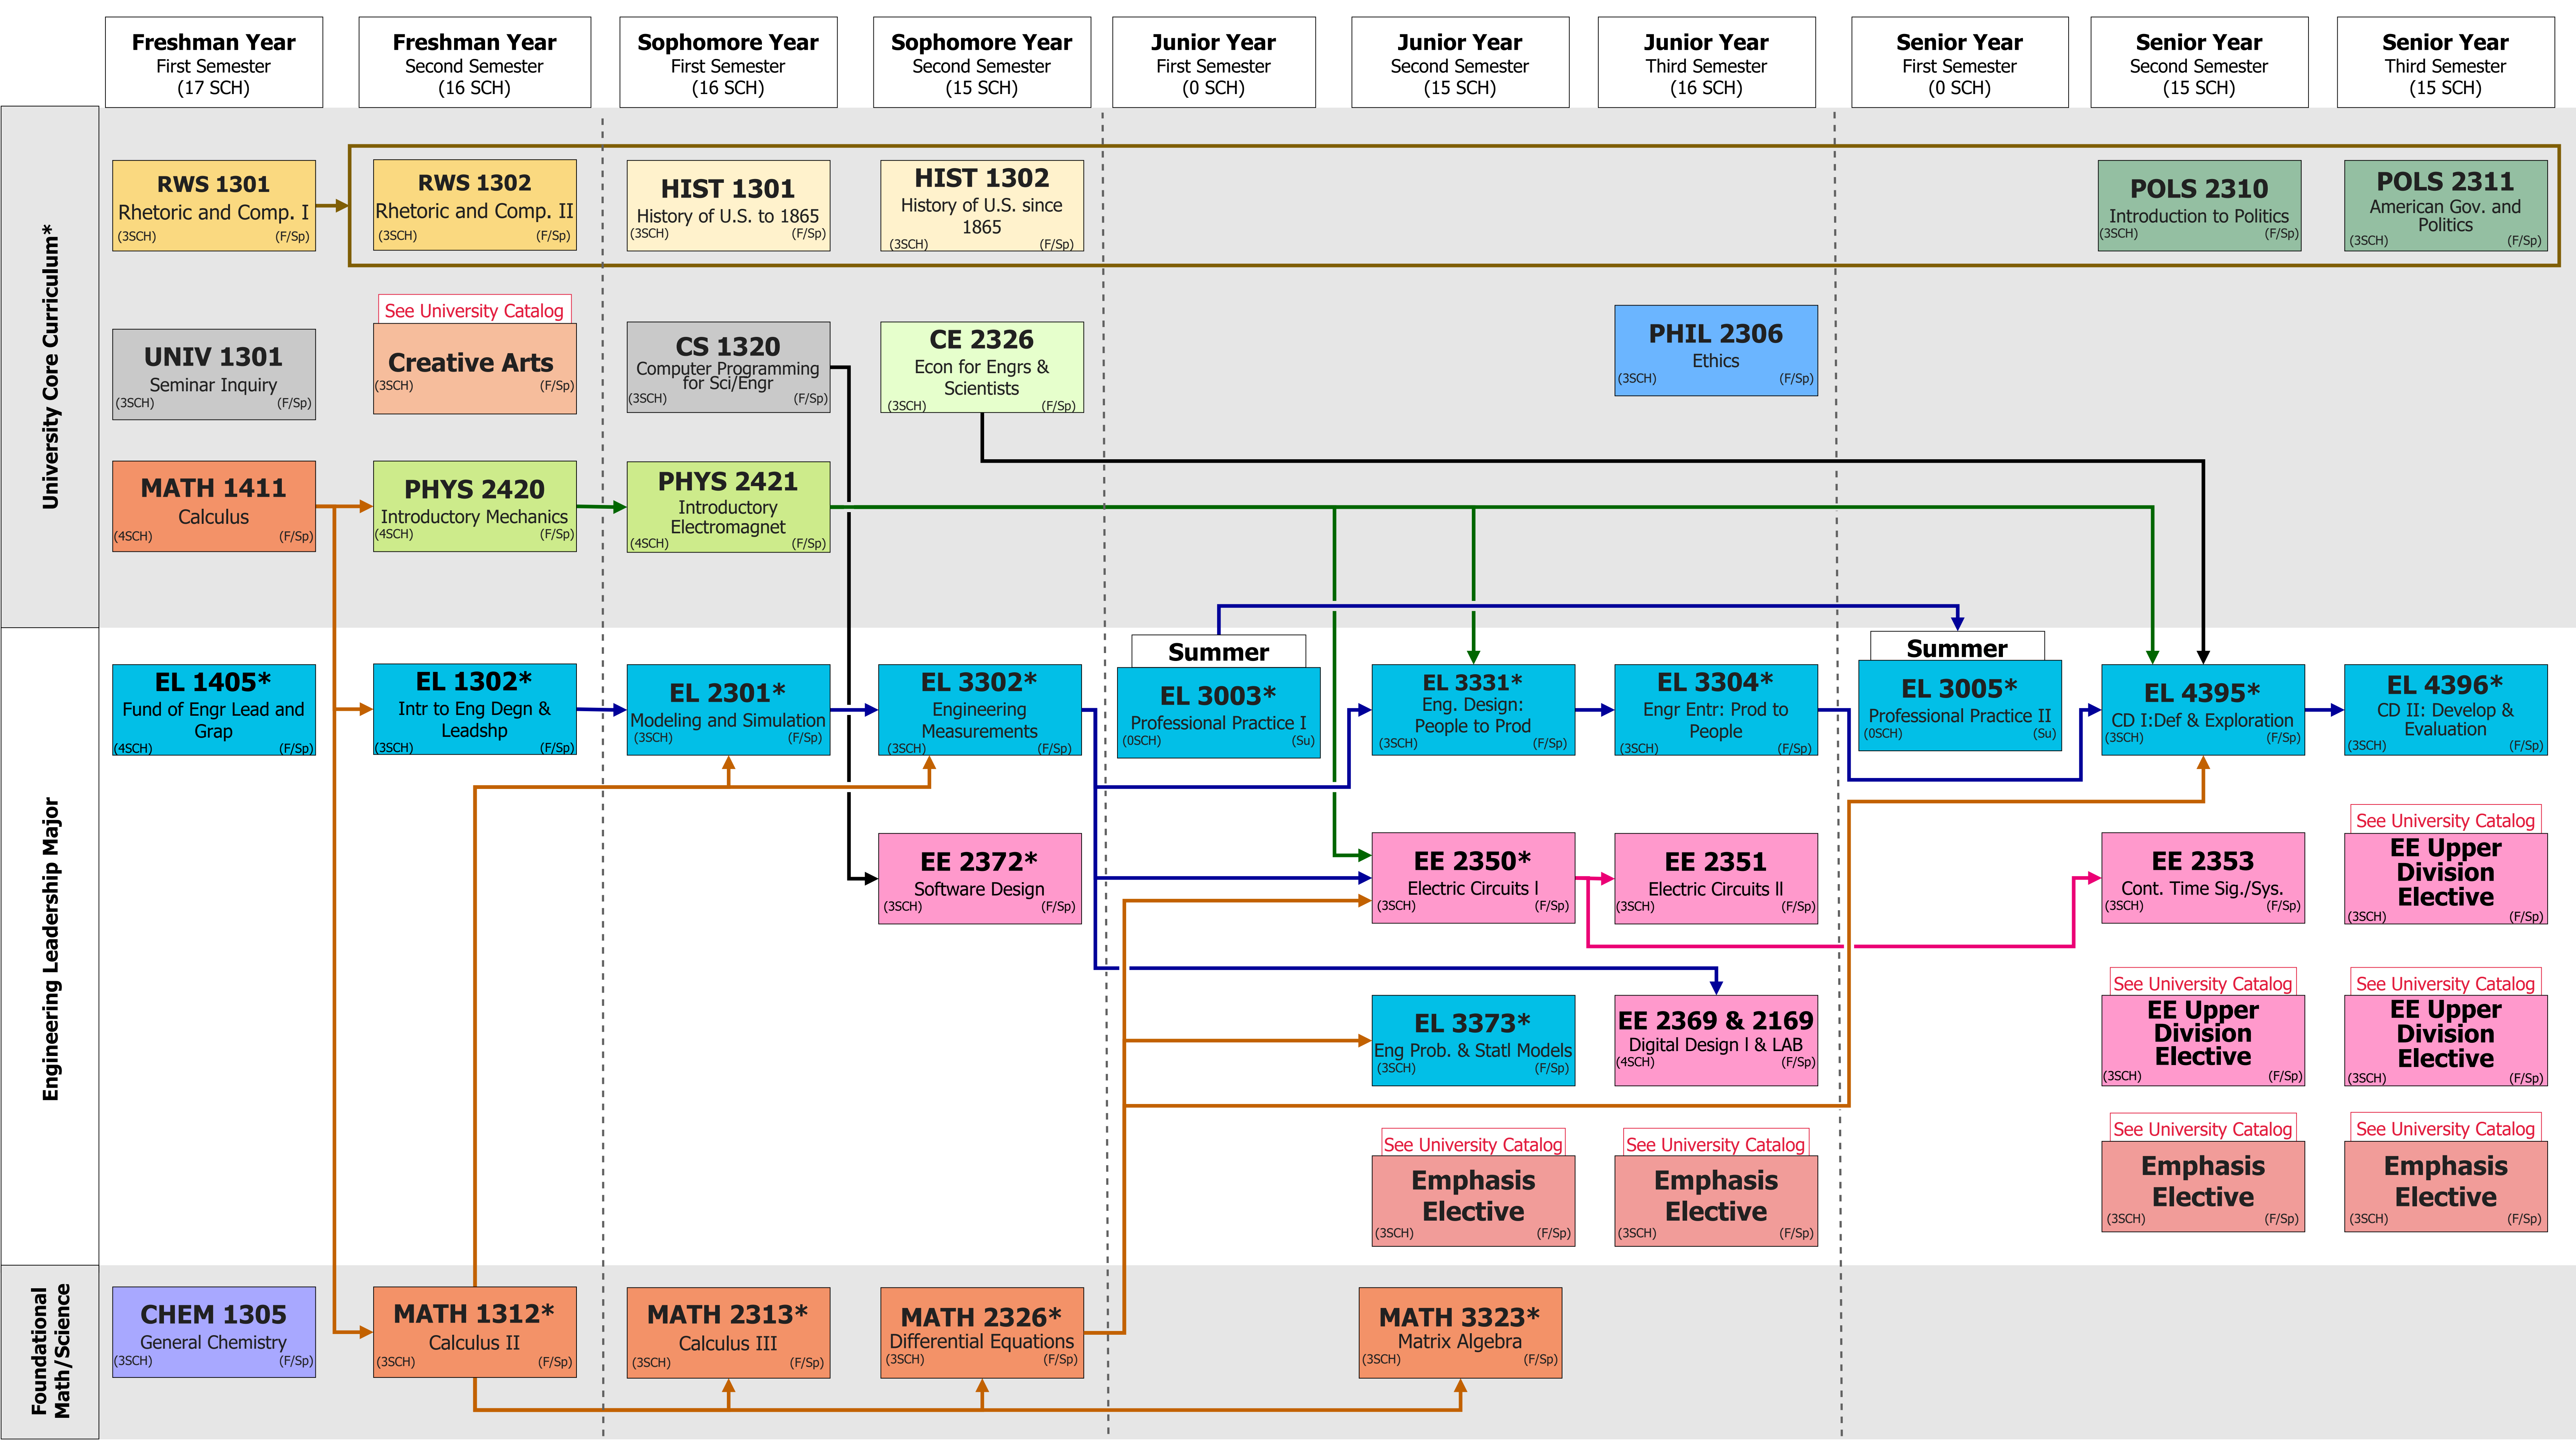 Freshman Year
First Semester
(17 SCH)
Freshman Year
Second Semester
(16 SCH)
Sophomore Year
First Semester
(16 SCH)
Sophomore Year
Second Semester
(15 SCH)
Junior Year
First Semester
(0 SCH)
Junior Year
Second Semester
(15 SCH)
Junior Year
Third Semester
(16 SCH)
Senior Year
First Semester
(0 SCH)
Senior Year
Second Semester
(15 SCH)
Senior Year
Third Semester
(15 SCH)
University Core Curriculum*
RWS 1301
Rhetoric and Comp. I
(3SCH) (F/Sp)
RWS 1302
Rhetoric and Comp. II
(3SCH) (F/Sp)
HIST 1301
History of U.S. to 1865
(3SCH) (F/Sp)
HIST 1302
History of U.S. since
1865
(3SCH) (F/Sp)
POLS 2310
Introduction to Politics
(3SCH) (F/Sp)
POLS 2311
American Gov. and
Politics
(3SCH) (F/Sp)
UNIV 1301
Seminar Inquiry
(3SCH) (F/Sp)
See University Catalog
Creative Arts
(3SCH) (F/Sp)
CS 1320
Computer Programming
for Sci/Engr
(3SCH) (F/Sp)
CE 2326
Econ for Engrs &
Scientists
(3SCH) (F/Sp)
PHIL 2306
Ethics
(3SCH) (F/Sp)
MATH 1411
Calculus
(4SCH) (F/Sp)
PHYS 2420
Introductory Mechanics
(4SCH) (F/Sp)
PHYS 2421
Introductory
Electromagnet
(4SCH) (F/Sp)
Engineering Leadership Major
EL 1405*
Fund of Engr Lead and
Grap
(4SCH) (F/Sp)
EL 1302*
Intr to Eng Degn &
Leadshp
(3SCH) (F/Sp)
EL 2301*
Modeling and Simulation
(3SCH) (F/Sp)
EL 3302*
Engineering
Measurements
(3SCH) (F/Sp)
Summer
EL 3003*
Professional Practice I
(0SCH) (Su)
EL 3331*
Eng. Design:
People to Prod
(3SCH) (F/Sp)
EL 3304*
Engr Entr: Prod to
People
(3SCH) (F/Sp)
Summer
EL 3005*
Professional Practice II
(0SCH) (Su)
EL 4395*
CD I:Def & Exploration
(3SCH) (F/Sp)
EL 4396*
CD II: Develop &
Evaluation
(3SCH) (F/Sp)
EE 2372*
Software Design
(3SCH) (F/Sp)
EE 2350*
Electric Circuits l
(3SCH) (F/Sp)
EE 2351
Electric Circuits ll
(3SCH) (F/Sp)
EE 2353
Cont. Time Sig./Sys.
(3SCH) (F/Sp)
See University Catalog
EE Upper
Division
Elective
(3SCH) (F/Sp)
EL 3373*
Eng Prob. & Statl Models
(3SCH) (F/Sp)
EE 2369 & 2169
Digital Design l & LAB
(4SCH) (F/Sp)
See University Catalog
EE Upper
Division
Elective
(3SCH) (F/Sp)
See University Catalog
EE Upper
Division
Elective
(3SCH) (F/Sp)
See University Catalog
Emphasis
Elective
(3SCH) (F/Sp)
See University Catalog
Emphasis
Elective
(3SCH) (F/Sp)
See University Catalog
Emphasis
Elective
(3SCH) (F/Sp)
See University Catalog
Emphasis
Elective
(3SCH) (F/Sp)
Foundational
Math/Science
CHEM 1305
General Chemistry
(3SCH) (F/Sp)
MATH 1312*
Calculus II
(3SCH) (F/Sp)
MATH 2313*
Calculus III
(3SCH) (F/Sp)
MATH 2326*
Differential Equations
(3SCH) (F/Sp)
MATH 3323*
Matrix Algebra
(3SCH) (F/Sp)